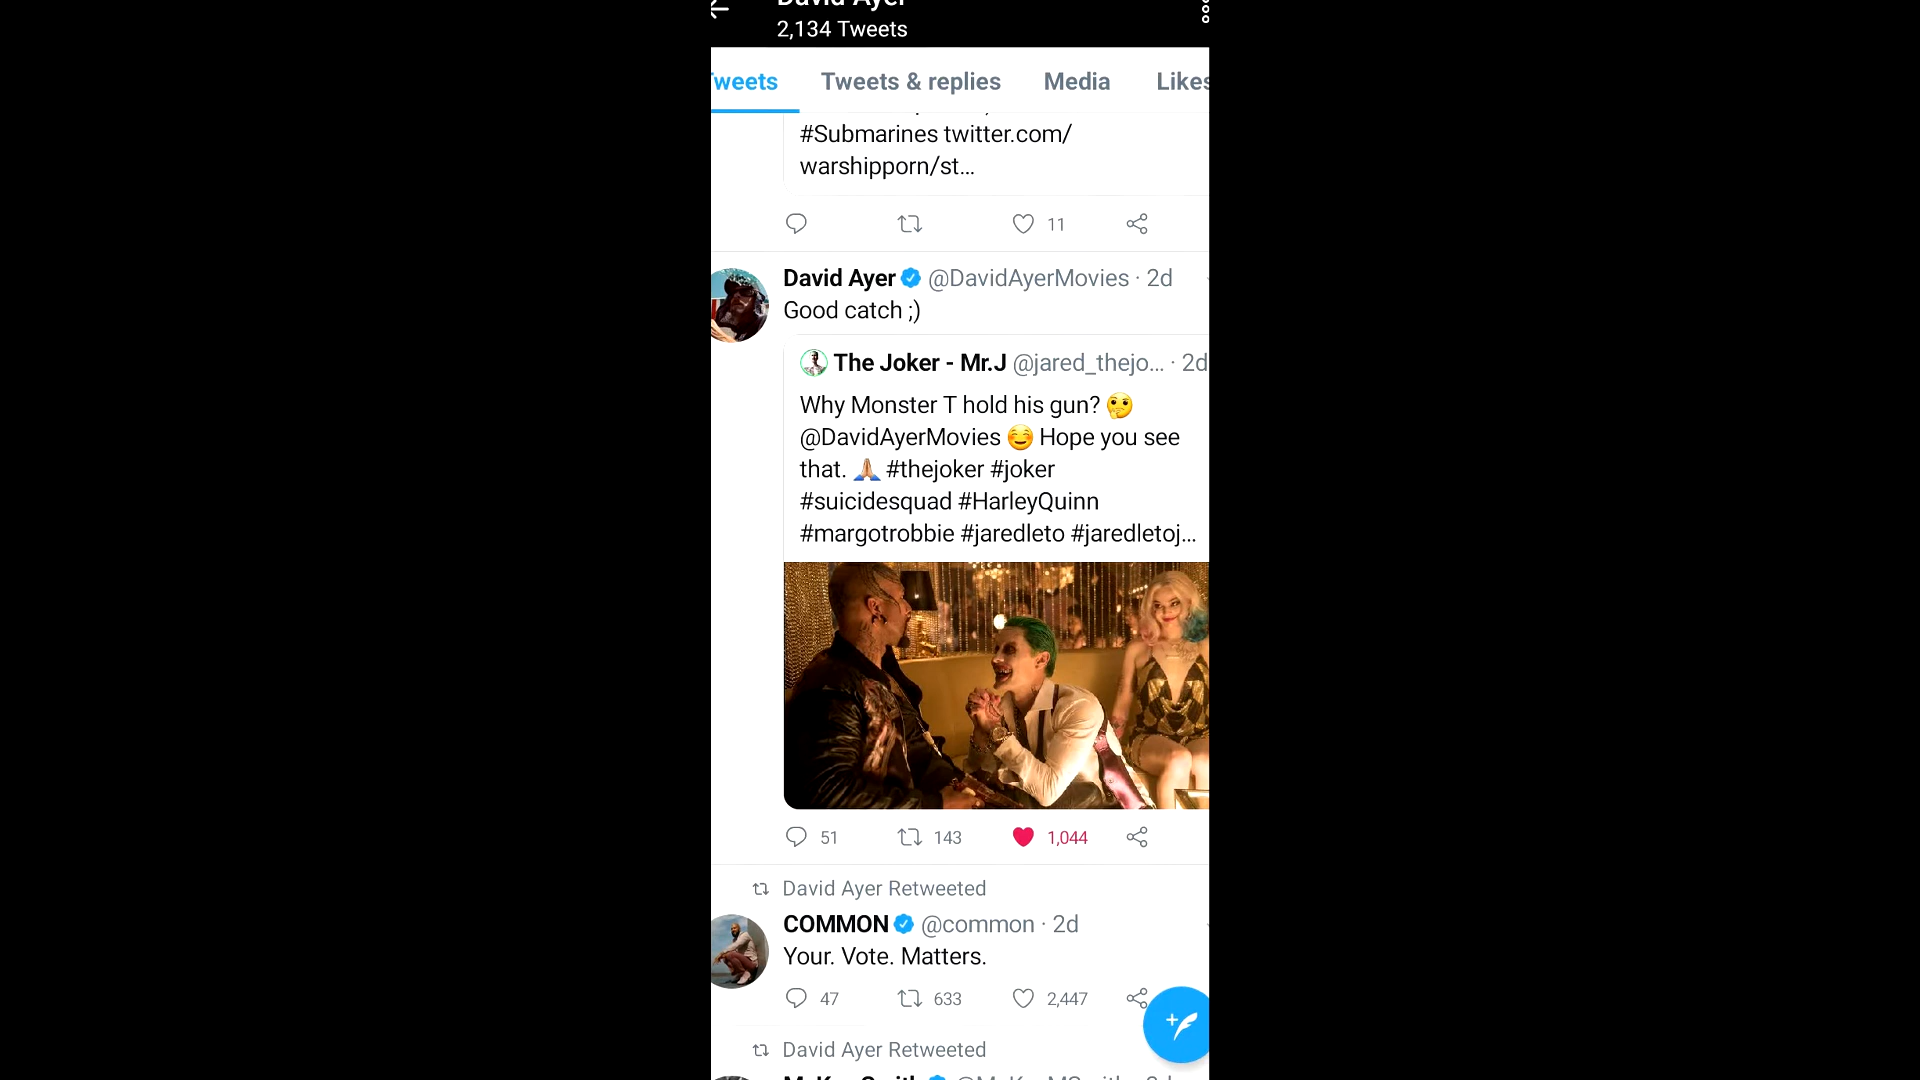 David Ayer
2,134 Tweets
Tweets Tweets & replies Media Likes
#Submarines twitter.com/
warshipporn/st...
11
David Ayer @DavidAyerMovies · 2d
Good catch ;)
The Joker - Mr.J @jared_thejo... · 2d
Why Monster T hold his gun? 🤔
@DavidAyerMovies ☺️ Hope you see
that. 🙏🏼 #thejoker #joker
#suicidesquad #HarleyQuinn
#margotrobbie #jaredleto #jaredletoj...
51 143 1,044
David Ayer Retweeted
COMMON @common · 2d
Your. Vote. Matters.
47 633 2,447
David Ayer Retweeted